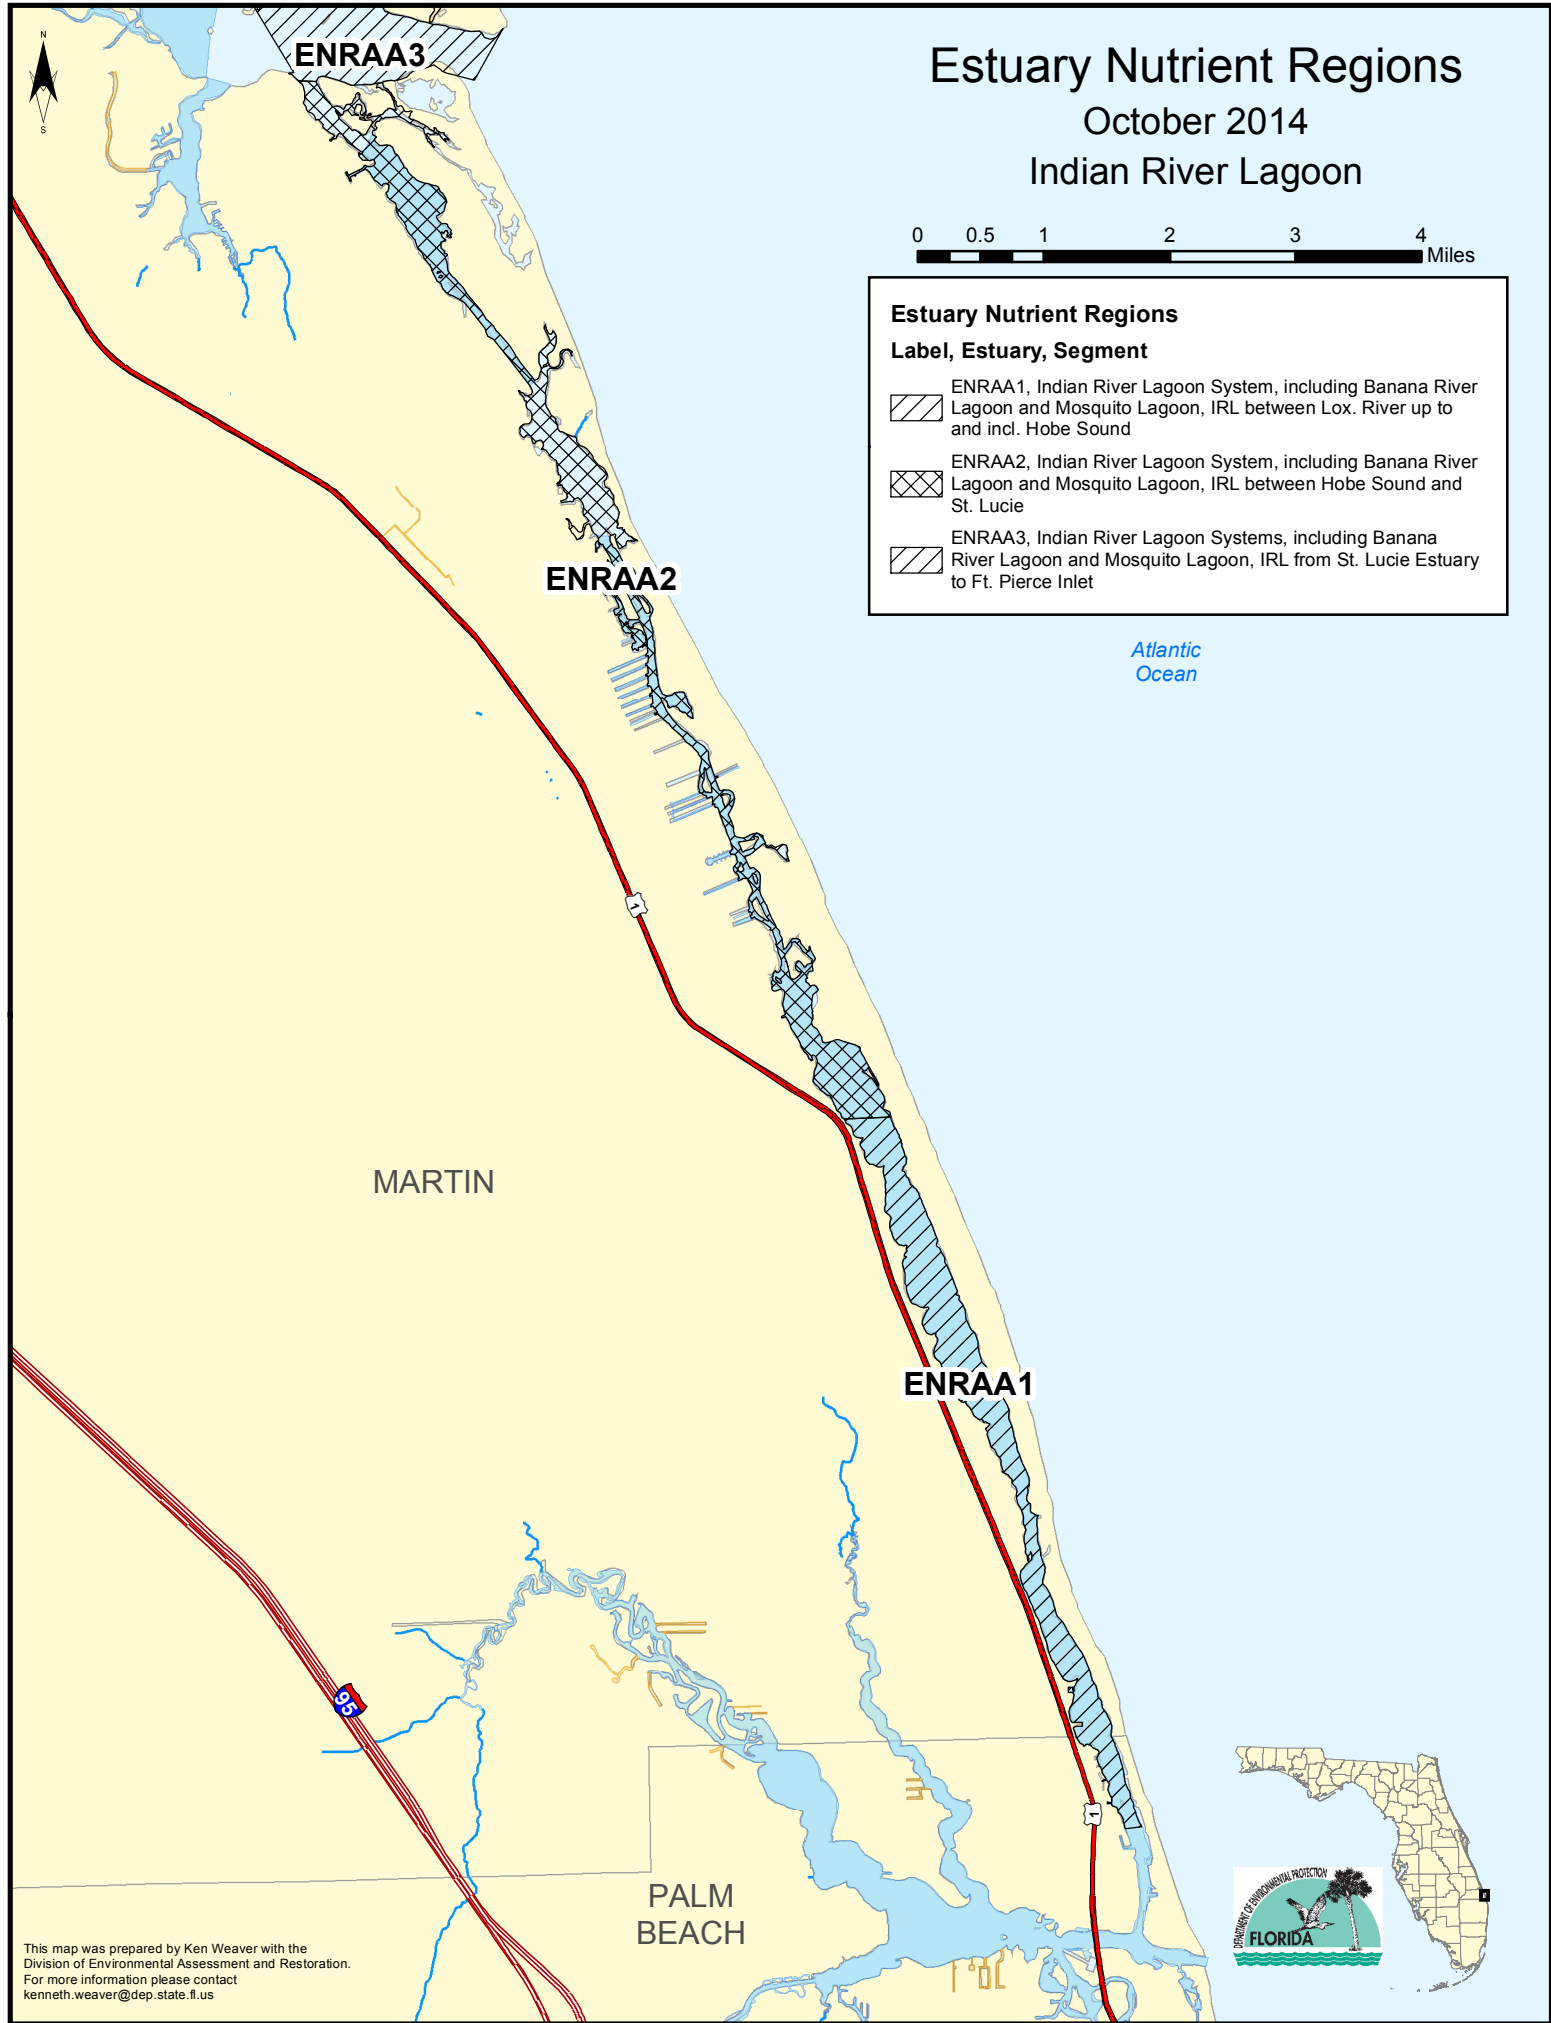 N
S
ENRAA3
Estuary Nutrient Regions
October 2014
Indian River Lagoon
0 0.5 1 2 3 4
Miles
Estuary Nutrient Regions
Label, Estuary, Segment
ENRAA1, Indian River Lagoon System, including Banana River
Lagoon and Mosquito Lagoon, IRL between Lox. River up to
and incl. Hobe Sound
ENRAA2, Indian River Lagoon System, including Banana River
Lagoon and Mosquito Lagoon, IRL between Hobe Sound and
St. Lucie
ENRAA3, Indian River Lagoon Systems, including Banana
River Lagoon and Mosquito Lagoon, IRL from St. Lucie Estuary
to Ft. Pierce Inlet
ENRAA2
Atlantic
Ocean
1
MARTIN
ENRAA1
95
1
PALM
BEACH
DEPARTMENT OF ENVIRONMENTAL PROTECTION
FLORIDA
This map was prepared by Ken Weaver with the
Division of Environmental Assessment and Restoration.
For more information please contact
kenneth.weaver@dep.state.fl.us